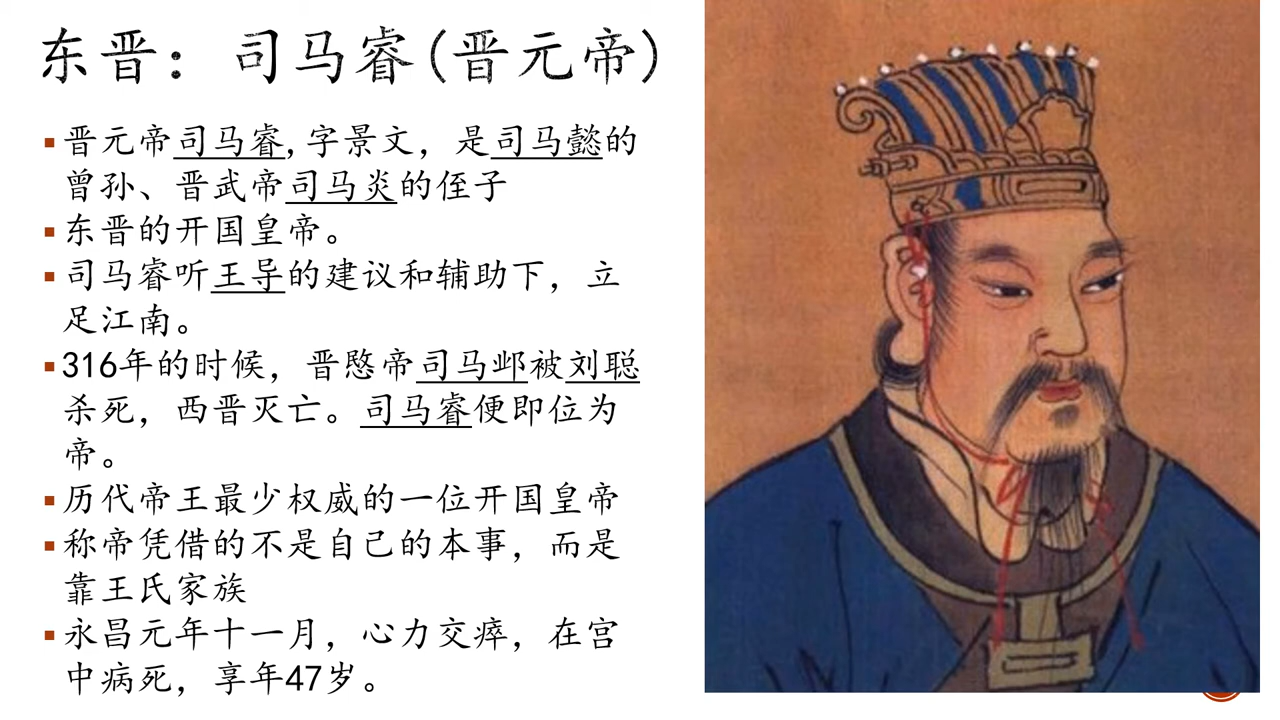 东晋：司马睿(晋元帝)
▪晋元帝司马睿,字景文，是司马懿的
曾孙、晋武帝司马炎的侄子
▪东晋的开国皇帝。
▪司马睿听王导的建议和辅助下，立
足江南。
▪316年的时候，晋愍帝司马邺被刘聪
杀死，西晋灭亡。司马睿便即位为
帝。
▪历代帝王最少权威的一位开国皇帝
▪称帝凭借的不是自己的本事，而是
靠王氏家族
▪永昌元年十一月，心力交瘁，在宫
中病死，享年47岁。